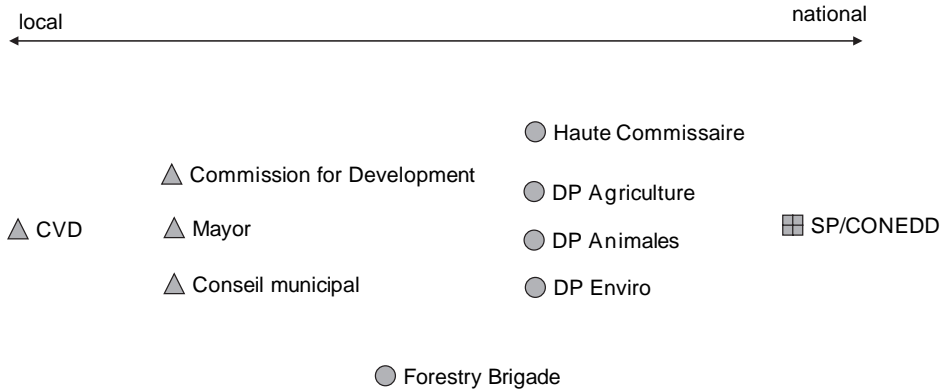 local
national
Haute Commissaire
Commission for Development
DP Agriculture
CVD
Mayor
DP Animales
SP/CONEDD
Conseil municipal
DP Enviro
Forestry Brigade